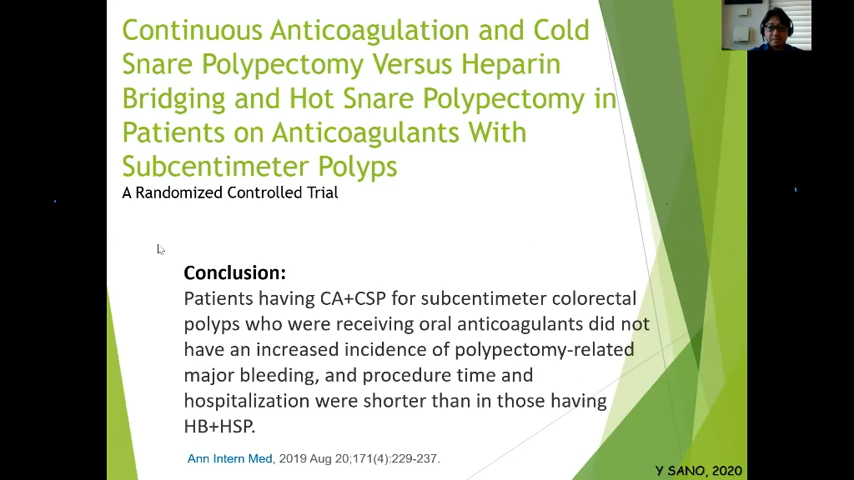 Continuous Anticoagulation and Cold
Snare Polypectomy Versus Heparin
Bridging and Hot Snare Polypectomy in
Patients on Anticoagulants With
Subcentimeter Polyps
A Randomized Controlled Trial
Conclusion:
Patients having CA+CSP for subcentimeter colorectal
polyps who were receiving oral anticoagulants did not
have an increased incidence of polypectomy-related
major bleeding, and procedure time and
hospitalization were shorter than in those having
HB+HSP.
Ann Intern Med, 2019 Aug 20;171(4):229-237.
Y SANO, 2020